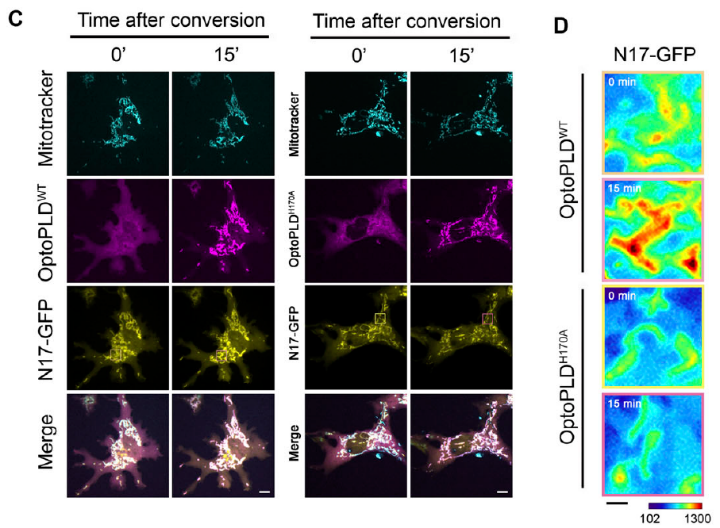 C
Time after conversion
0’
15’
Mitotracker
OptoPLDWT
N17-GFP
Merge
Time after conversion
0’
15’
Mitotracker
OptoPLDH170A
N17-GFP
Merge
D
N17-GFP
OptoPLDWT
0 min
15 min
OptoPLDH170A
0 min
15 min
102
1300